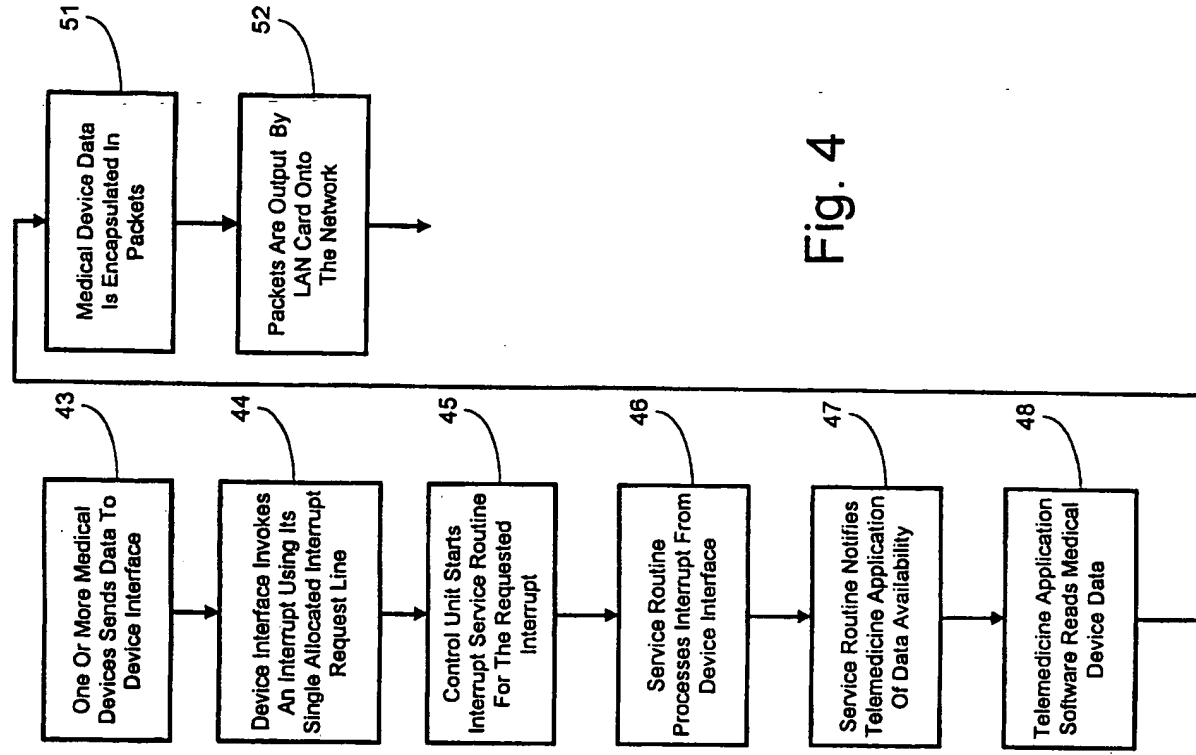 43
One Or More Medical
Devices Sends Data To
Device Interface
44
Device Interface Invokes
An Interrupt Using Its
Single Allocated Interrupt
Request Line
45
Control Unit Starts
Interrupt Service Routine
For The Requested
Interrupt
46
Service Routine
Processes Interrupt From
Device Interface
47
Service Routine Notifies
Telemedicine Application
Of Data Availability
48
Telemedicine Application
Software Reads Medical
Device Data
51
Medical Device Data
Is Encapsulated In
Packets
52
Packets Are Output By
LAN Card Onto
The Network
Fig. 4